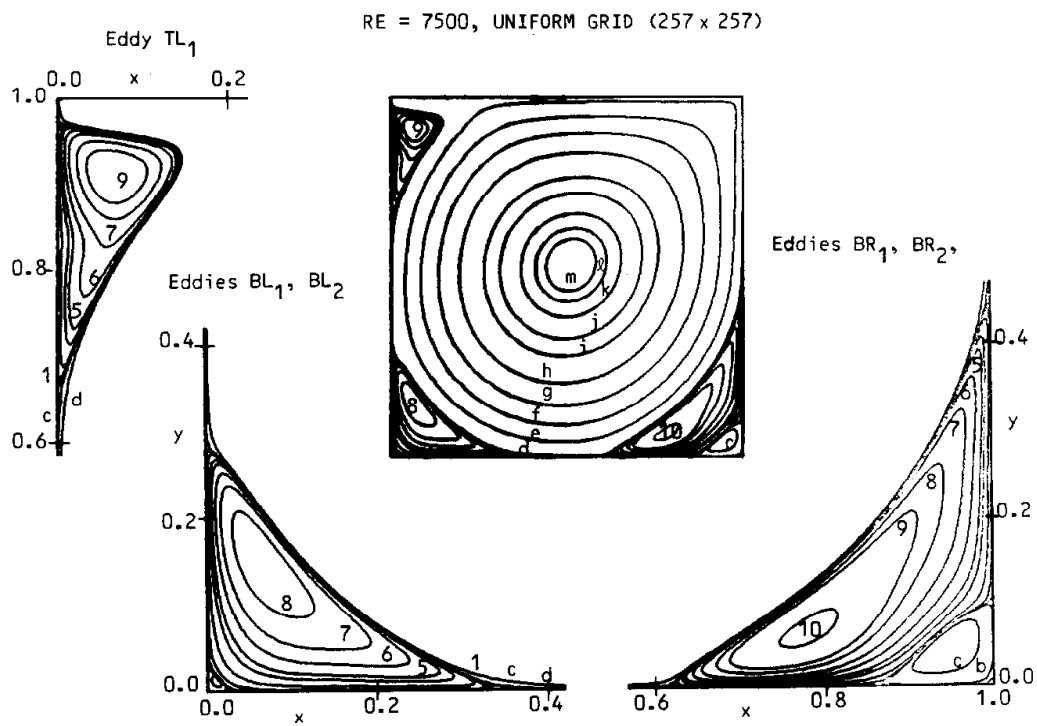 RE = 7500, UNIFORM GRID (257 x 257)
Eddy TL1
0.0 x 0.2
1.0
0.8
0.6
9
7
6
5
1
c d
9
m ℓ
k
j
i
h
g
f
e
d
8
10
c
Eddies BL1, BL2
0.4
y
0.2
0.0
8
7
6
5
1
c
d
0.0 x 0.2 0.4
Eddies BR1, BR2,
0.4
y
0.2
0.0
5
6
7
8
9
10
c b
0.6 x 0.8 1.0